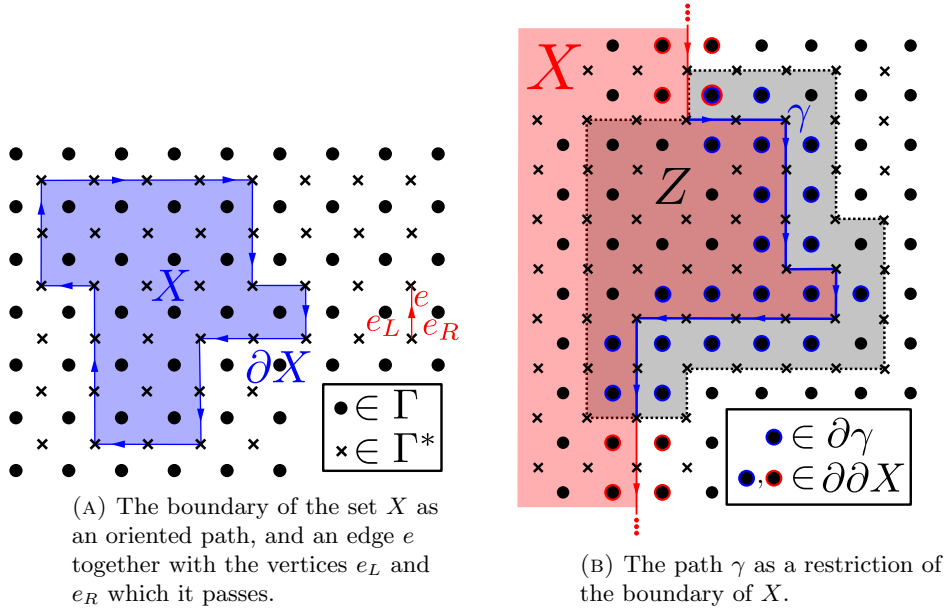 X
∂X
e
e_L
e_R
● ∈ Γ
× ∈ Γ*
(A) The boundary of the set X as
an oriented path, and an edge e
together with the vertices e_L and
e_R which it passes.
X
γ
Z
● ∈ ∂γ
●,● ∈ ∂∂X
(B) The path γ as a restriction of
the boundary of X.